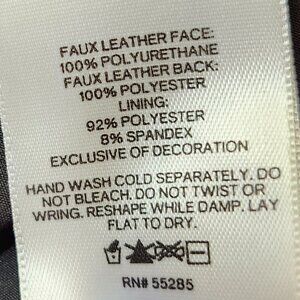 FAUX LEATHER FACE:
100% POLYURETHANE
FAUX LEATHER BACK:
100% POLYESTER
LINING:
92% POLYESTER
8% SPANDEX
EXCLUSIVE OF DECORATION
HAND WASH COLD SEPARATELY. DO
NOT BLEACH. DO NOT TWIST OR
WRING. RESHAPE WHILE DAMP. LAY
FLAT TO DRY.
RN# 55285